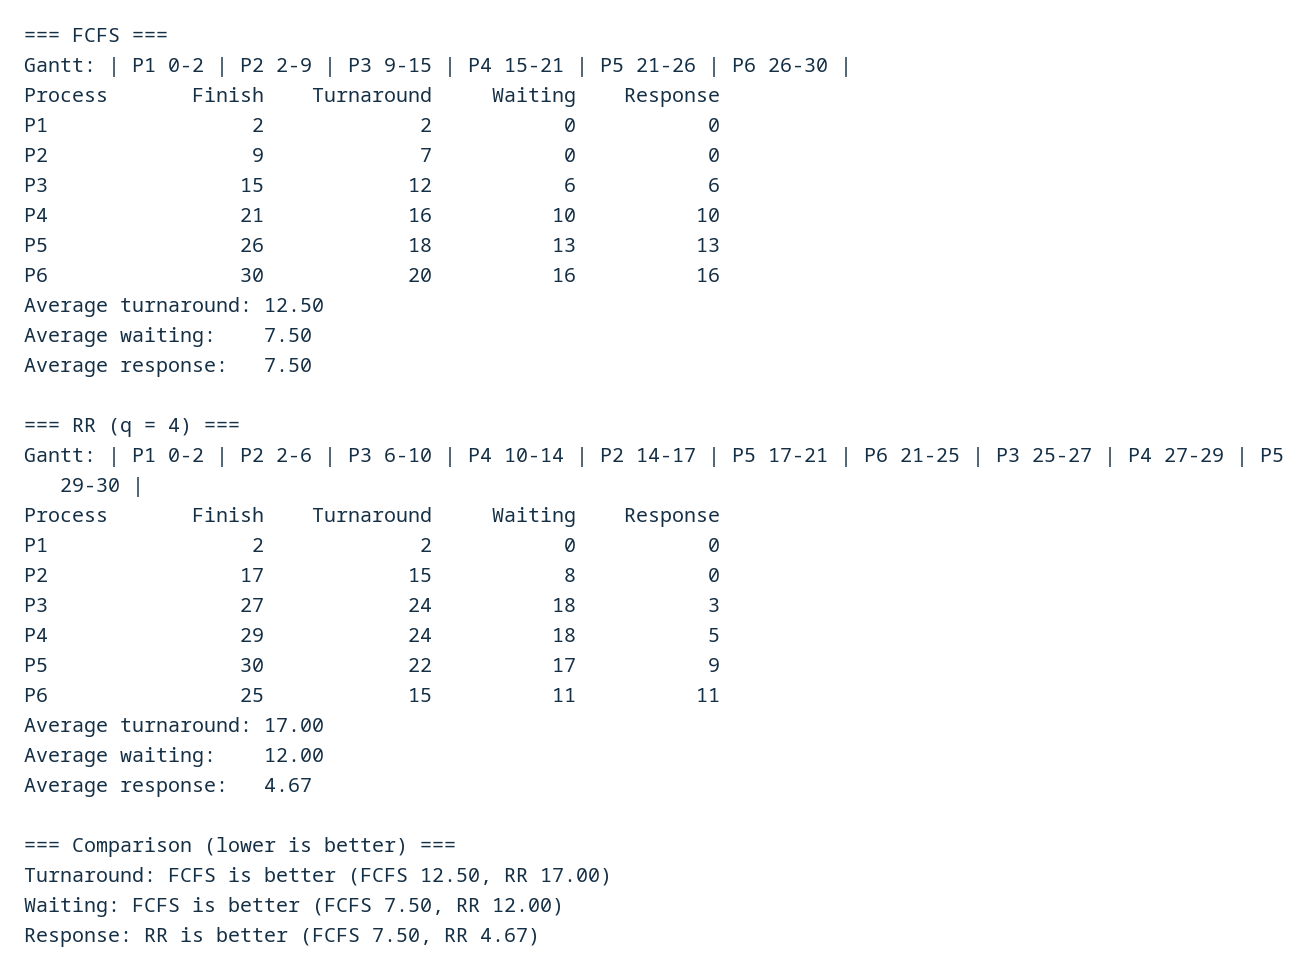 === FCFS ===
Gantt: | P1 0-2 | P2 2-9 | P3 9-15 | P4 15-21 | P5 21-26 | P6 26-30 |
Process       Finish    Turnaround     Waiting    Response
P1                 2             2           0           0
P2                 9             7           0           0
P3                15            12           6           6
P4                21            16          10          10
P5                26            18          13          13
P6                30            20          16          16
Average turnaround: 12.50
Average waiting:    7.50
Average response:   7.50

=== RR (q = 4) ===
Gantt: | P1 0-2 | P2 2-6 | P3 6-10 | P4 10-14 | P2 14-17 | P5 17-21 | P6 21-25 | P3 25-27 | P4 27-29 | P5
   29-30 |
Process       Finish    Turnaround     Waiting    Response
P1                 2             2           0           0
P2                17            15           8           0
P3                27            24          18           3
P4                29            24          18           5
P5                30            22          17           9
P6                25            15          11          11
Average turnaround: 17.00
Average waiting:    12.00
Average response:   4.67

=== Comparison (lower is better) ===
Turnaround: FCFS is better (FCFS 12.50, RR 17.00)
Waiting: FCFS is better (FCFS 7.50, RR 12.00)
Response: RR is better (FCFS 7.50, RR 4.67)